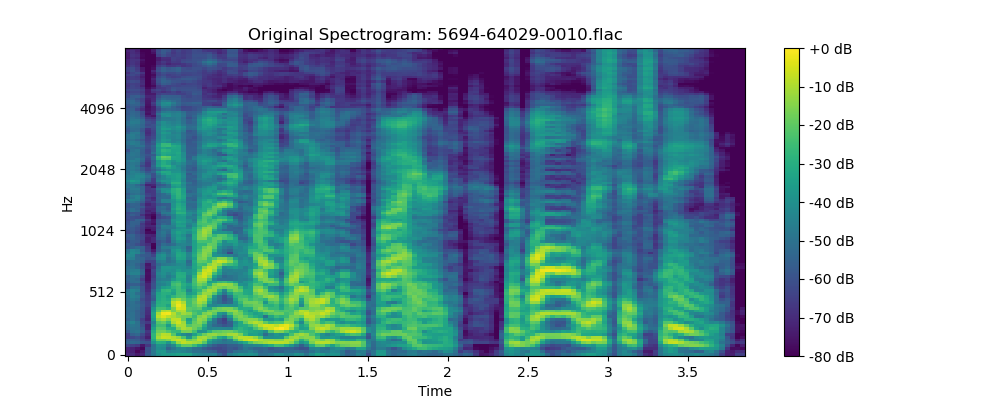 Original Spectrogram: 5694-64029-0010.flac
Hz
4096
2048
1024
512
0
0 0.5 1 1.5 2 2.5 3 3.5
Time
+0 dB
-10 dB
-20 dB
-30 dB
-40 dB
-50 dB
-60 dB
-70 dB
-80 dB